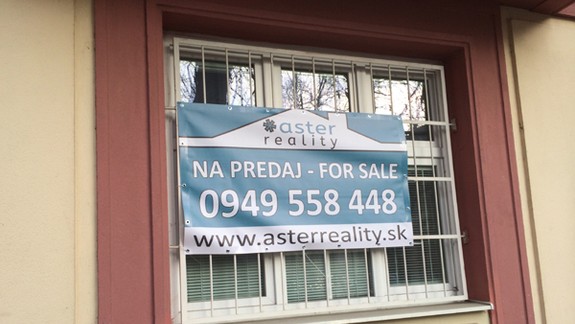 aster
reality
NA PREDAJ - FOR SALE
0949 558 448
www.asterreality.sk